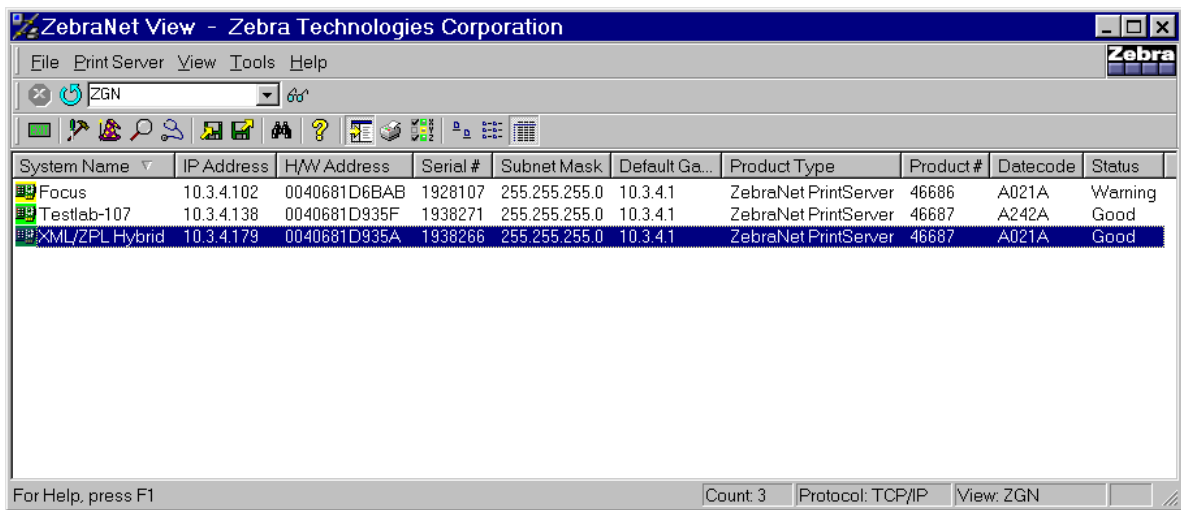 ZebraNet View - Zebra Technologies Corporation
File Print Server View Tools Help
Zebra
ZGN
System Name IP Address H/W Address Serial # Subnet Mask Default Ga... Product Type Product # Datecode Status
Focus 10.3.4.102 0040681D6BAB 1928107 255.255.255.0 10.3.4.1 ZebraNet PrintServer 46686 A021A Warning
Testlab-107 10.3.4.138 0040681D935F 1938271 255.255.255.0 10.3.4.1 ZebraNet PrintServer 46687 A242A Good
XML/ZPL Hybrid 10.3.4.179 0040681D935A 1938266 255.255.255.0 10.3.4.1 ZebraNet PrintServer 46687 A021A Good
For Help, press F1 Count: 3 Protocol: TCP/IP View: ZGN